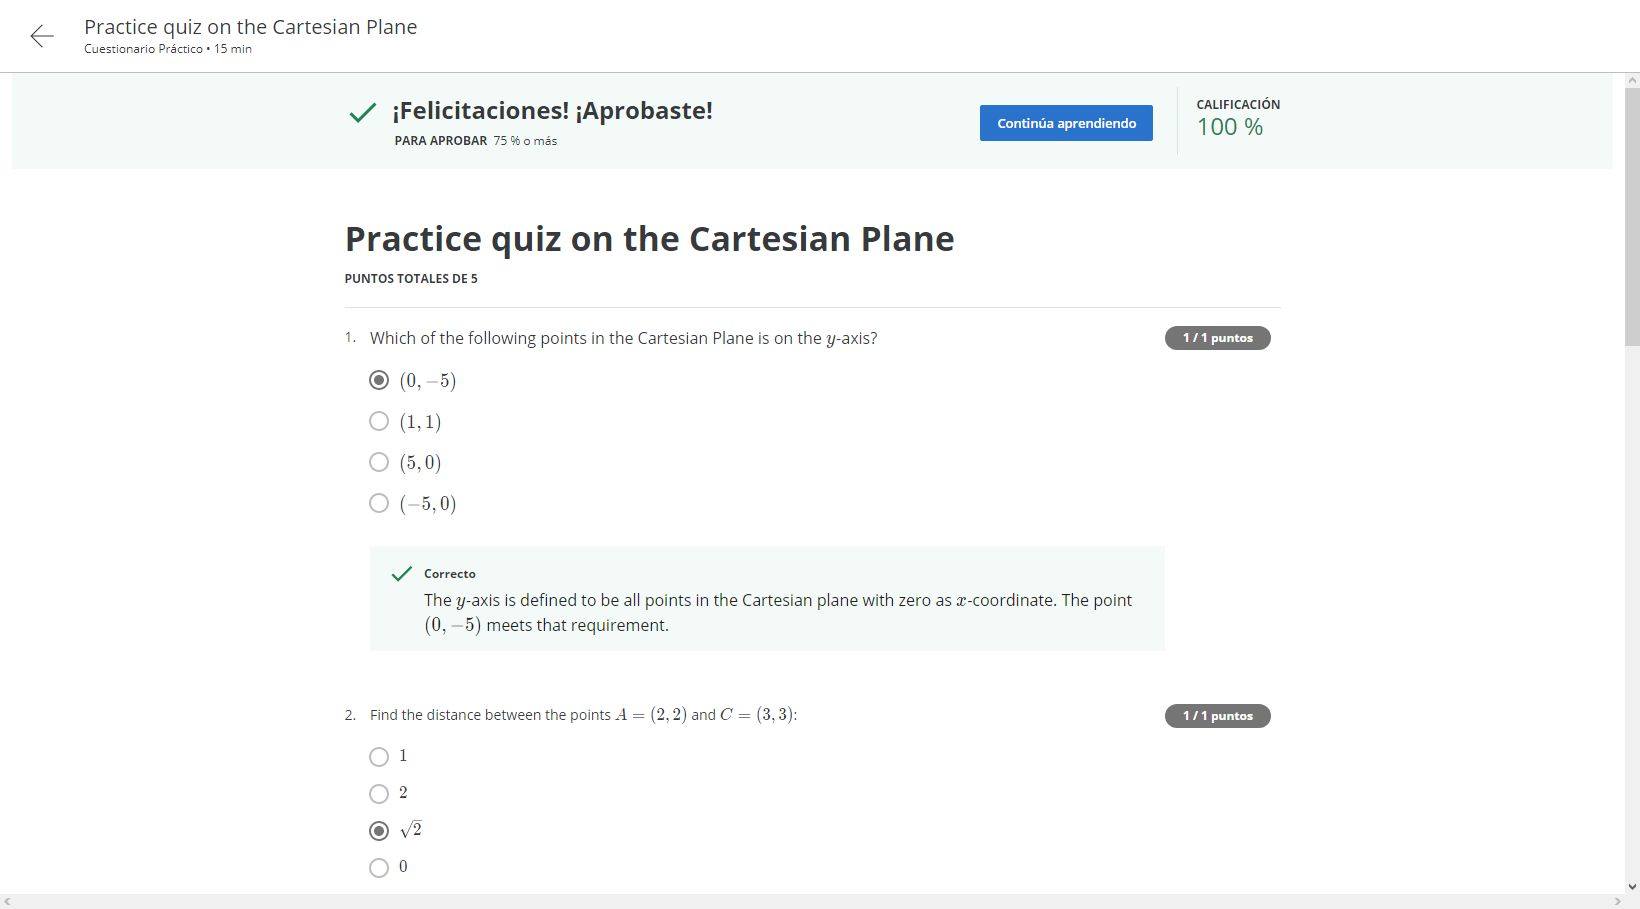 Practice quiz on the Cartesian Plane
Cuestionario Práctico • 15 min
¡Felicitaciones! ¡Aprobaste!
PARA APROBAR 75 % o más
Continúa aprendiendo
CALIFICACIÓN
100 %
Practice quiz on the Cartesian Plane
PUNTOS TOTALES DE 5
1. Which of the following points in the Cartesian Plane is on the y-axis?
1 / 1 puntos
(0, −5)
(1, 1)
(5, 0)
(−5, 0)
Correcto
The y-axis is defined to be all points in the Cartesian plane with zero as x-coordinate. The point
(0, −5) meets that requirement.
2. Find the distance between the points A = (2, 2) and C = (3, 3):
1 / 1 puntos
1
2
√2
0